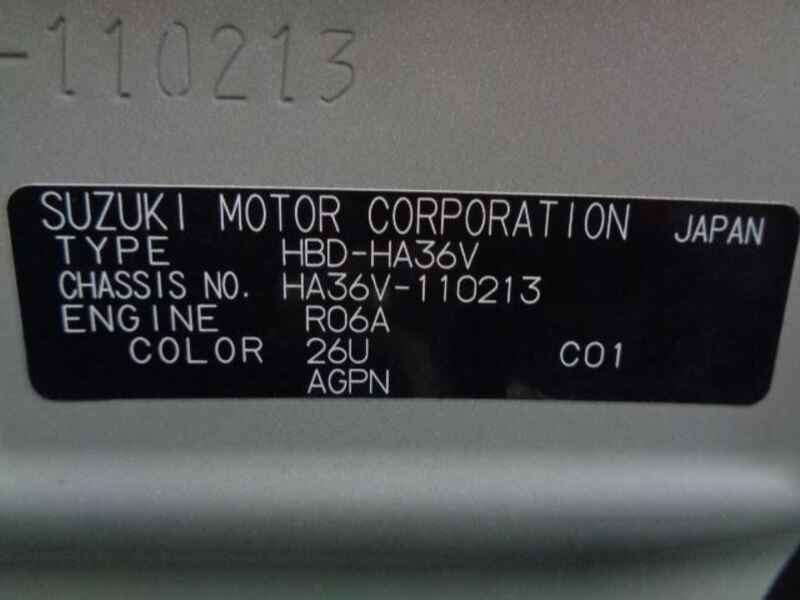 -110213
SUZUKI MOTOR CORPORATION JAPAN
TYPE HBD-HA36V
CHASSIS NO. HA36V-110213
ENGINE R06A
COLOR 26U C01
AGPN